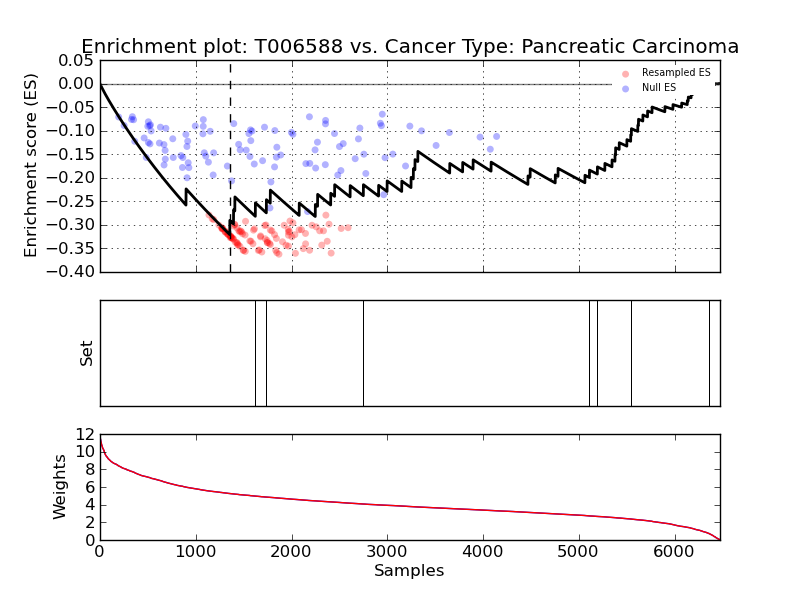 Enrichment plot: T006588 vs. Cancer Type: Pancreatic Carcinoma
Enrichment score (ES)
0.05
0.00
−0.05
−0.10
−0.15
−0.20
−0.25
−0.30
−0.35
−0.40
Resampled ES
Null ES
Set
Weights
12
10
8
6
4
2
0
0 1000 2000 3000 4000 5000 6000
Samples